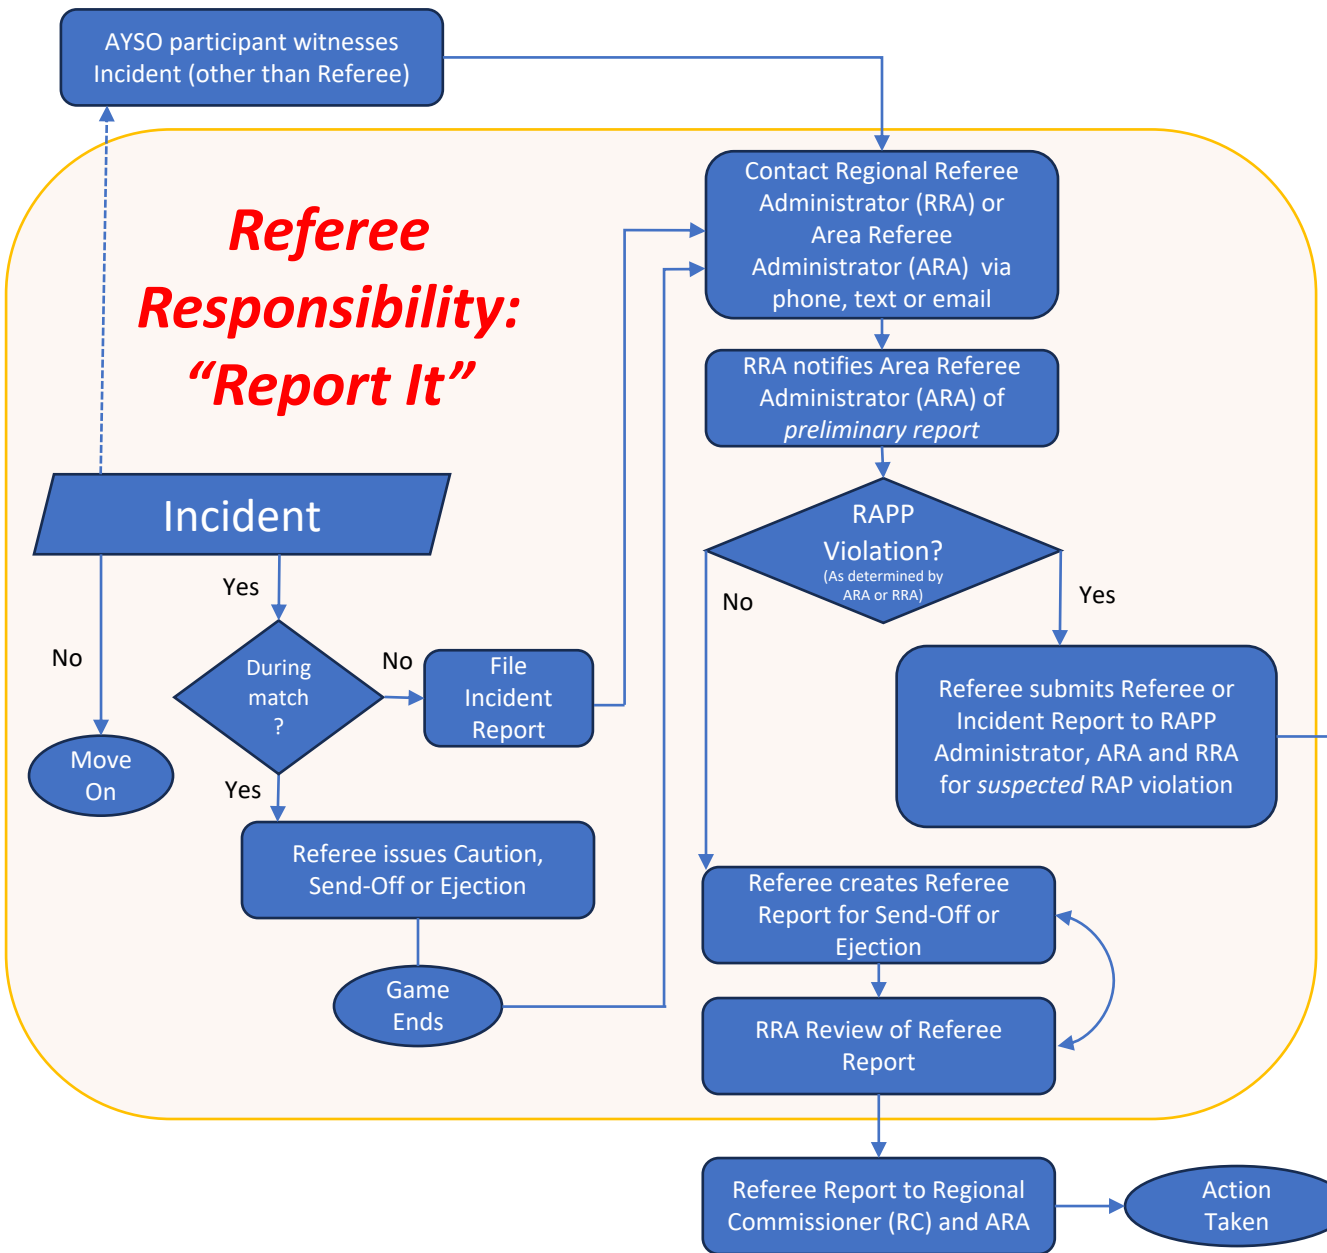 AYSO participant witnesses
Incident (other than Referee)
Referee
Responsibility:
“Report It”
Contact Regional Referee
Administrator (RRA) or
Area Referee
Administrator (ARA) via
phone, text or email
RRA notifies Area Referee
Administrator (ARA) of
preliminary report
Incident
RAPP
Violation?
(As determined by
ARA or RRA)
Yes
No
Yes
No
During
match
?
No
File
Incident
Report
Referee submits Referee or
Incident Report to RAPP
Administrator, ARA and RRA
for suspected RAP violation
Move
On
Yes
Referee issues Caution,
Send-Off or Ejection
Referee creates Referee
Report for Send-Off or
Ejection
Game
Ends
RRA Review of Referee
Report
Referee Report to Regional
Commissioner (RC) and ARA
Action
Taken